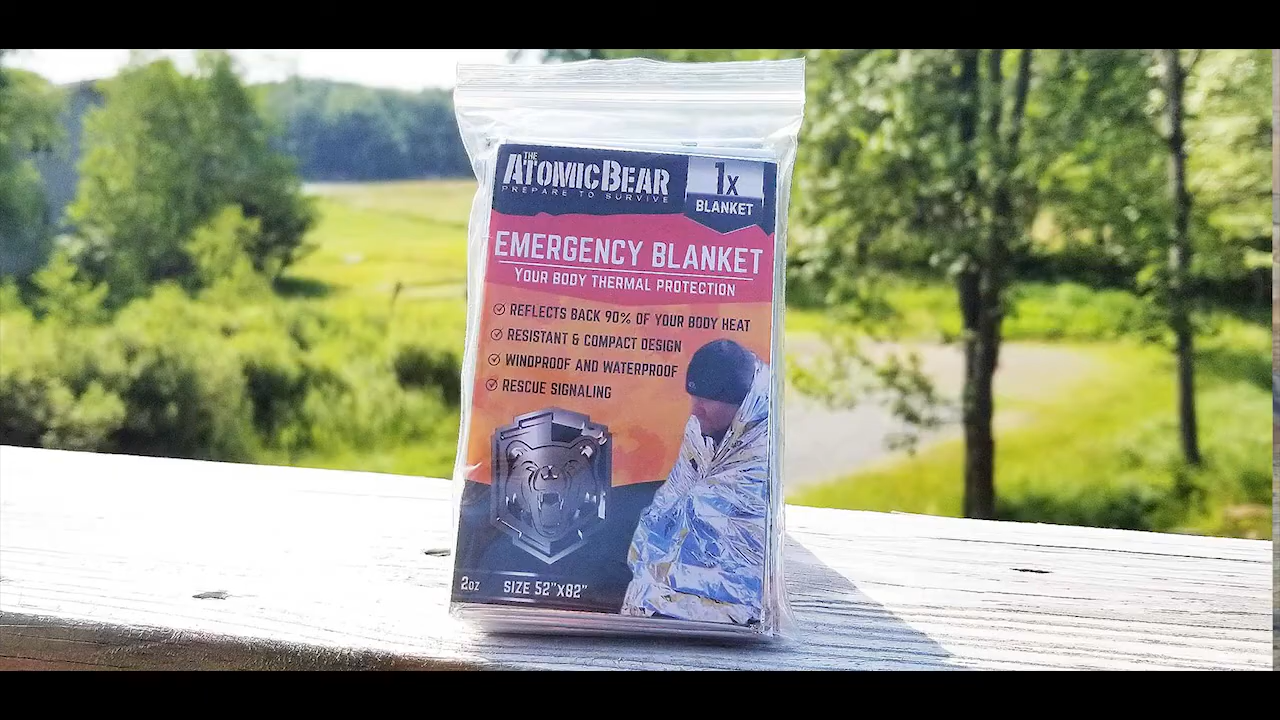 THE
ATOMICBEAR
PREPARE TO SURVIVE
1X
BLANKET
EMERGENCY BLANKET
YOUR BODY THERMAL PROTECTION
REFLECTS BACK 90% OF YOUR BODY HEAT
RESISTANT & COMPACT DESIGN
WINDPROOF AND WATERPROOF
RESCUE SIGNALING
2OZ SIZE 52"X82"